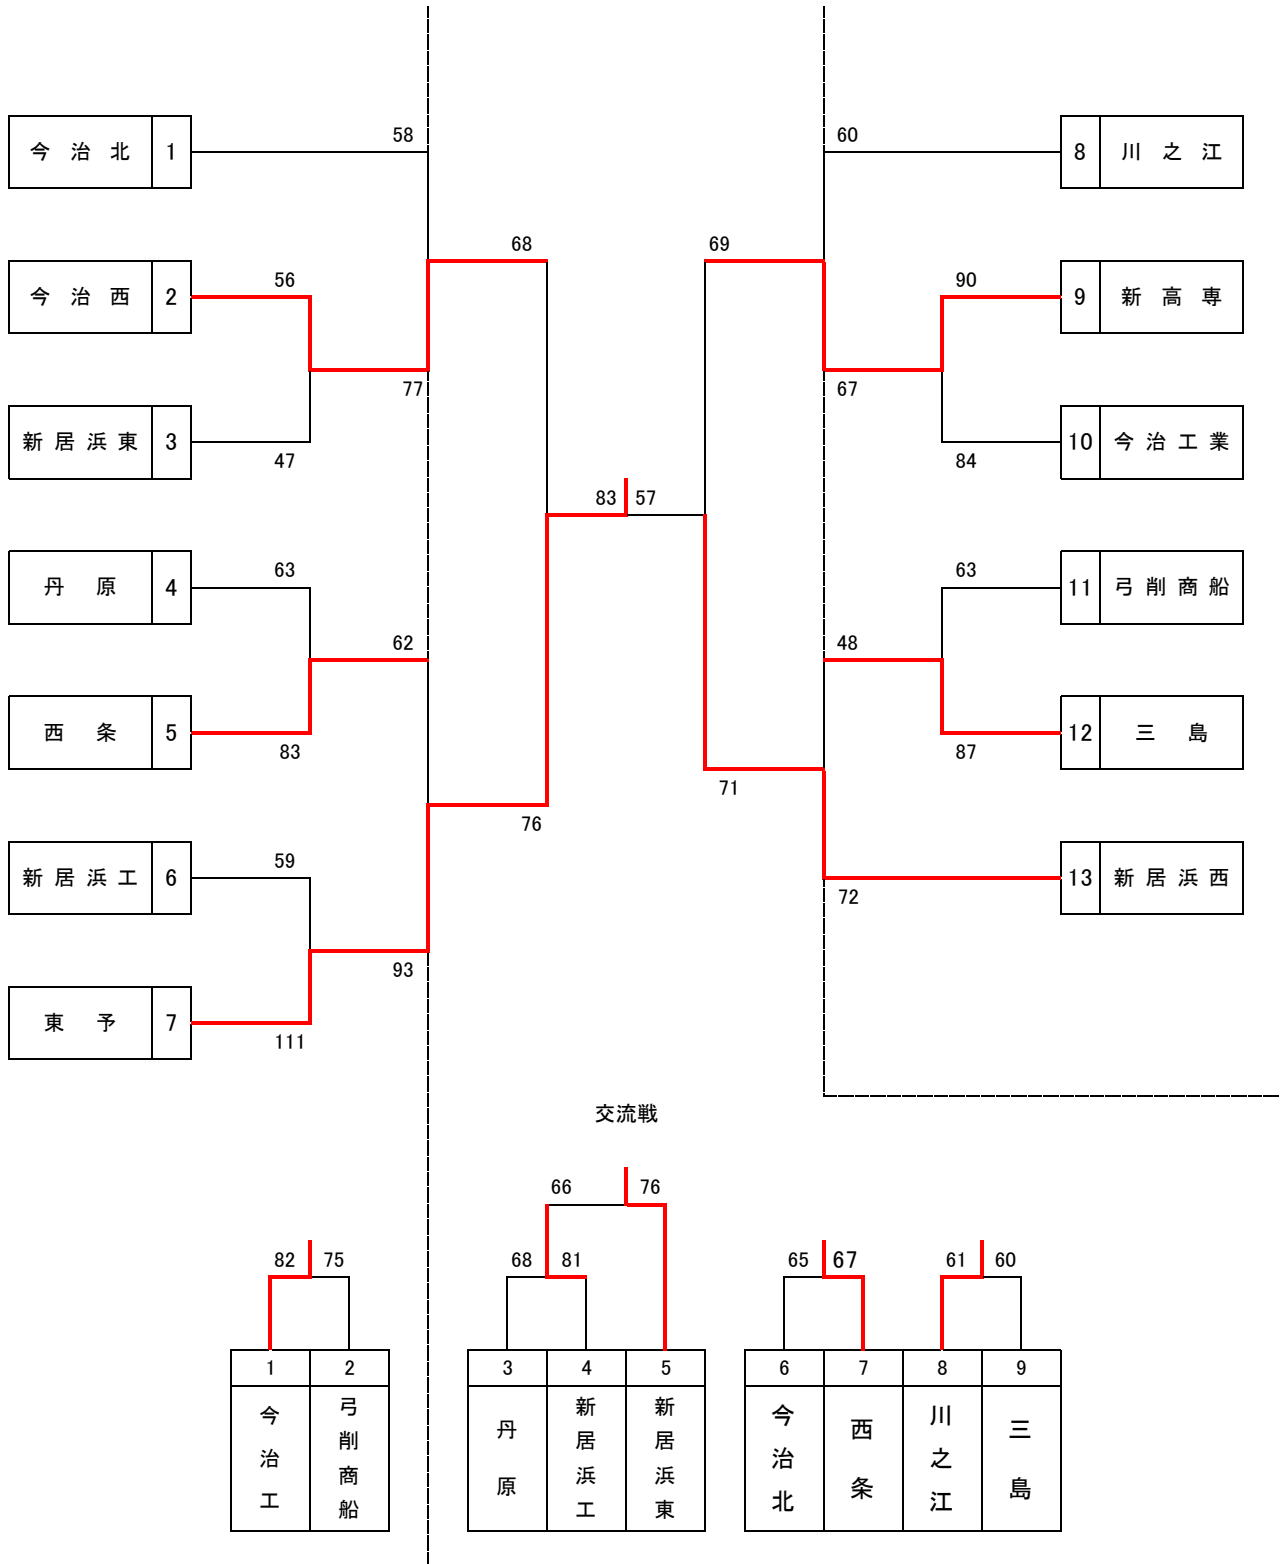 58
60
今治北 1
8 川之江
68
69
56
90
今治西 2
9 新高専
77
67
新居浜東 3
10 今治工業
47
84
83 57
63
63
丹原 4
11 弓削商船
62
48
西条 5
12 三島
83
87
71
76
59
新居浜工 6
13 新居浜西
72
93
東予 7
111
交流戦
66 76
82 75
68 81
65 67
61 60
1 2
3 4 5
6 7 8 9
今治工
弓削商船
丹原
新居浜工
新居浜東
今治北
西条
川之江
三島